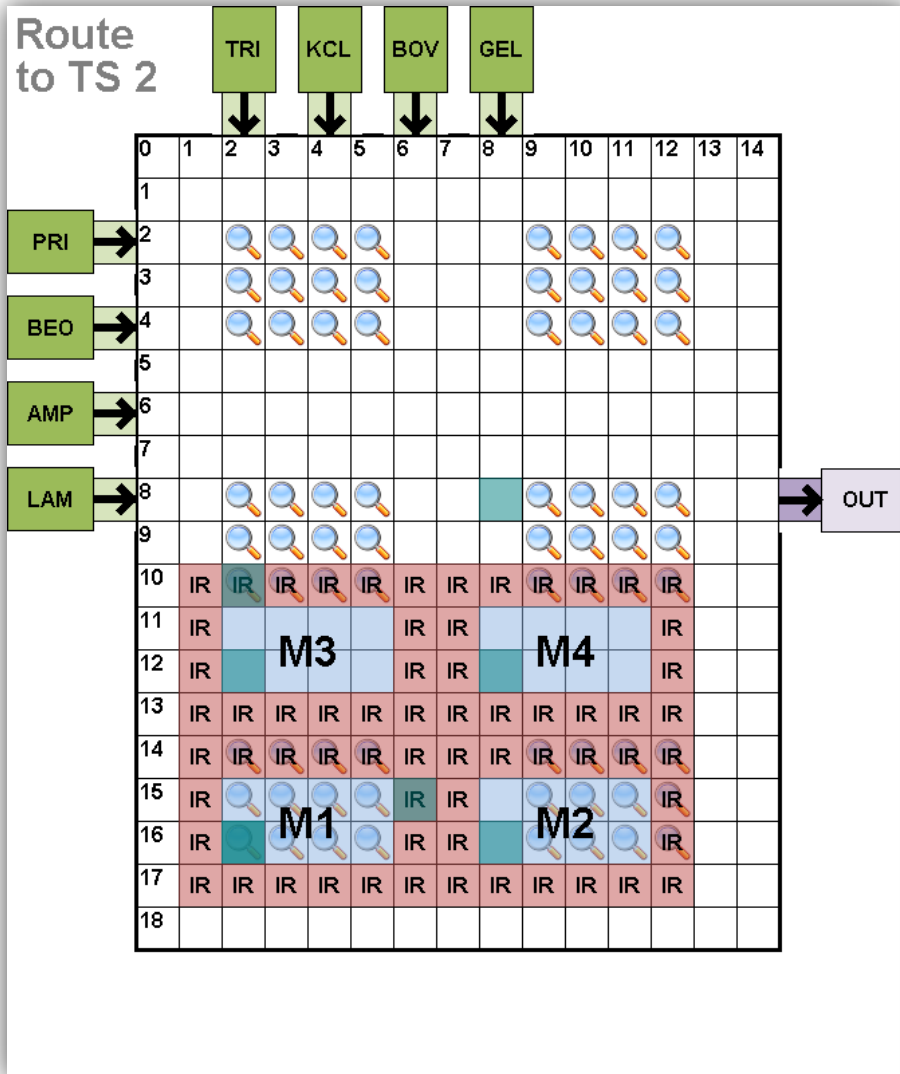 Route
to TS 2
TRI KCL BOV GEL
0 1 2 3 4 5 6 7 8 9 10 11 12 13 14
1
PRI 2
3
BEO 4
5
AMP 6
7
LAM 8 OUT
9
10 IR IR IR IR IR IR IR IR IR IR IR IR
11 IR M3 IR IR M4 IR
12 IR IR IR IR
13 IR IR IR IR IR IR IR IR IR IR IR IR
14 IR IR IR IR IR IR IR IR IR IR IR IR
15 IR M1 IR IR M2 IR
16 IR IR IR IR
17 IR IR IR IR IR IR IR IR IR IR IR IR
18